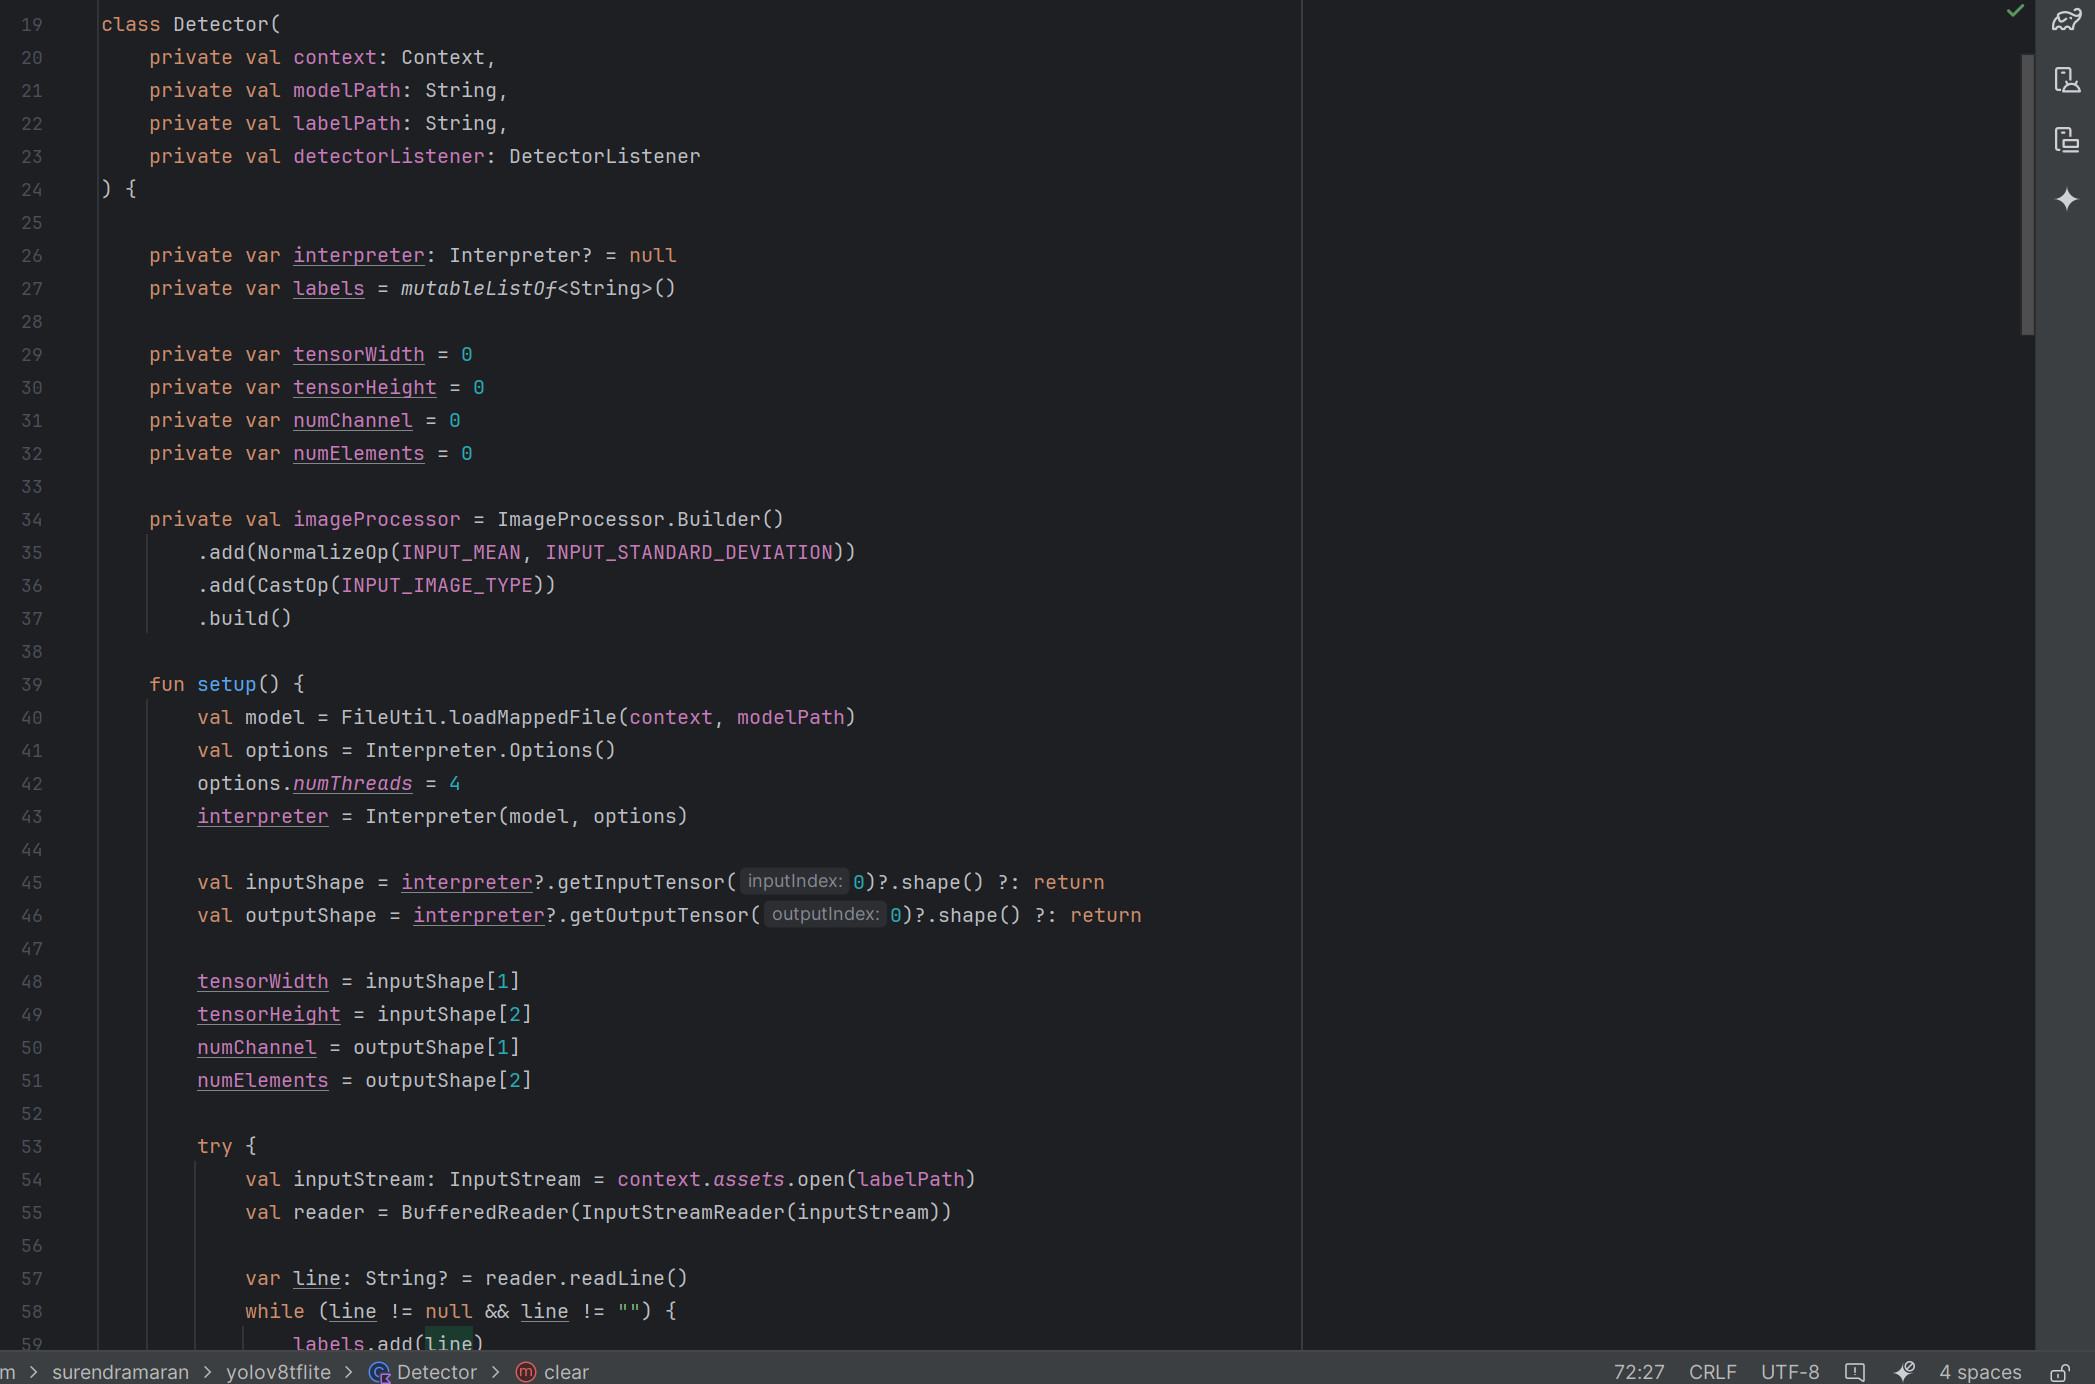 19 class Detector(
20 private val context: Context,
21 private val modelPath: String,
22 private val labelPath: String,
23 private val detectorListener: DetectorListener
24 ) {
25
26 private var interpreter: Interpreter? = null
27 private var labels = mutableListOf<String>()
28
29 private var tensorWidth = 0
30 private var tensorHeight = 0
31 private var numChannel = 0
32 private var numElements = 0
33
34 private val imageProcessor = ImageProcessor.Builder()
35 .add(NormalizeOp(INPUT_MEAN, INPUT_STANDARD_DEVIATION))
36 .add(CastOp(INPUT_IMAGE_TYPE))
37 .build()
38
39 fun setup() {
40 val model = FileUtil.loadMappedFile(context, modelPath)
41 val options = Interpreter.Options()
42 options.numThreads = 4
43 interpreter = Interpreter(model, options)
44
45 val inputShape = interpreter?.getInputTensor( inputIndex: 0)?.shape() ?: return
46 val outputShape = interpreter?.getOutputTensor( outputIndex: 0)?.shape() ?: return
47
48 tensorWidth = inputShape[1]
49 tensorHeight = inputShape[2]
50 numChannel = outputShape[1]
51 numElements = outputShape[2]
52
53 try {
54 val inputStream: InputStream = context.assets.open(labelPath)
55 val reader = BufferedReader(InputStreamReader(inputStream))
56
57 var line: String? = reader.readLine()
58 while (line != null && line != "") {
59 labels.add(line)
m > surendramaran > yolov8tflite > Detector > m clear 72:27 CRLF UTF-8 4 spaces